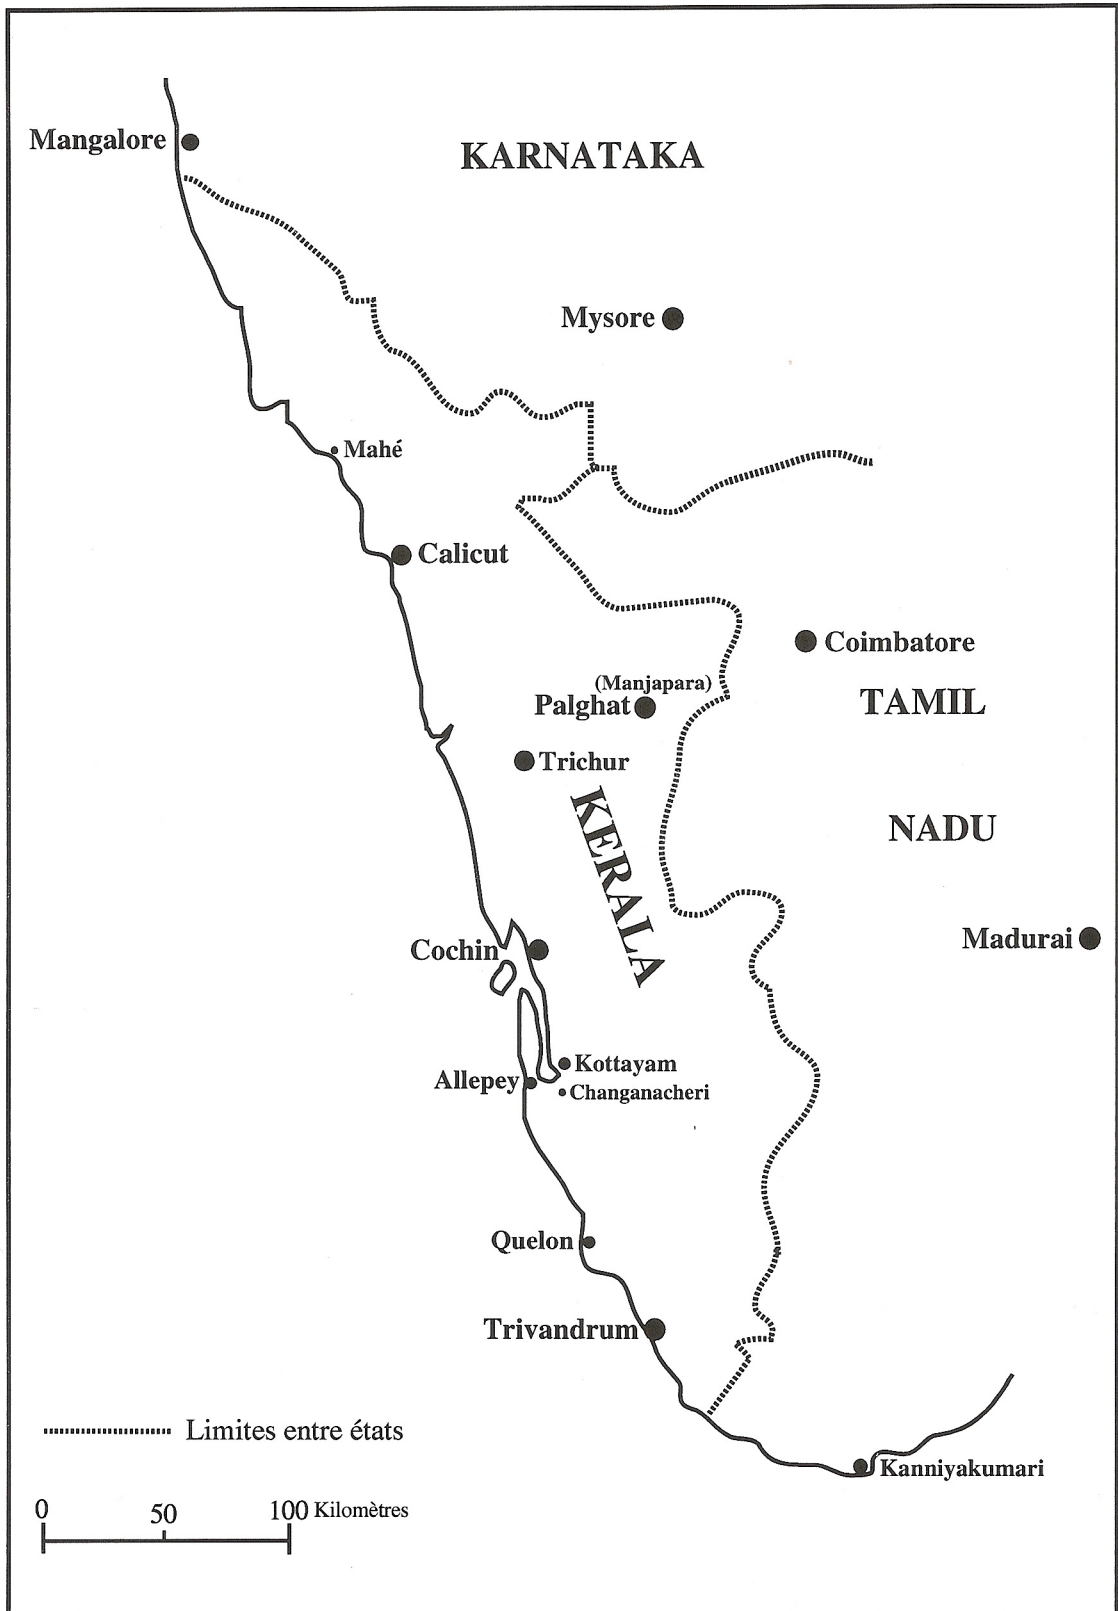 Mangalore
KARNATAKA
Mysore
Mahé
Calicut
Coimbatore
(Manjapara)
Palghat
TAMIL
Trichur
KERALA
NADU
Madurai
Cochin
Kottayam
Allepey
Changanacheri
Quelon
Trivandrum
Limites entre états
Kanniyakumari
0 50 100 Kilomètres